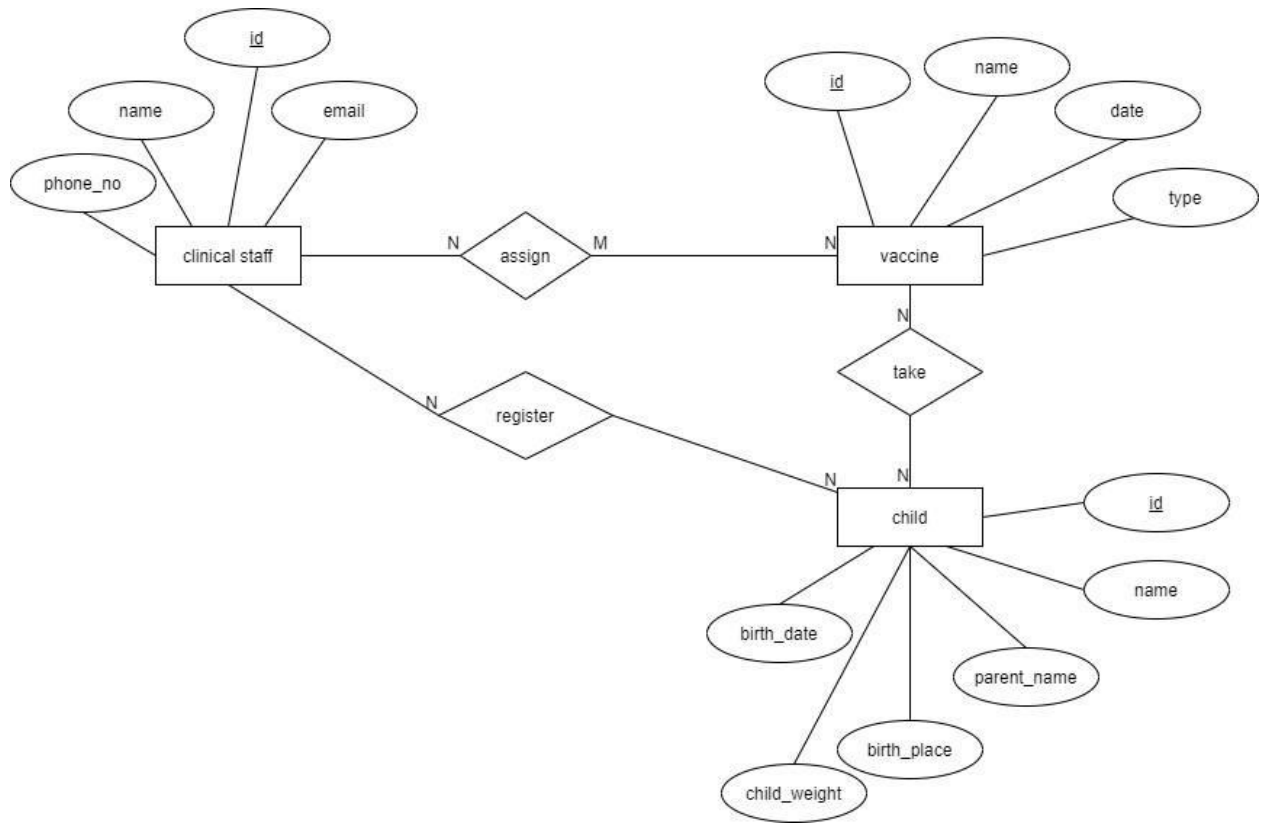 id
name
email
phone_no
clinical staff
id
name
date
type
vaccine
N
assign
M
N
N
take
N
register
N
N
child
id
name
birth_date
parent_name
birth_place
child_weight